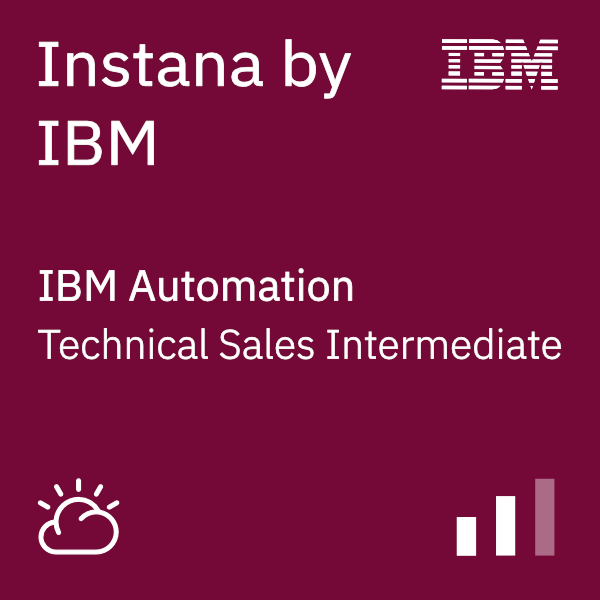 Instana by
IBM
IBM
IBM Automation
Technical Sales Intermediate